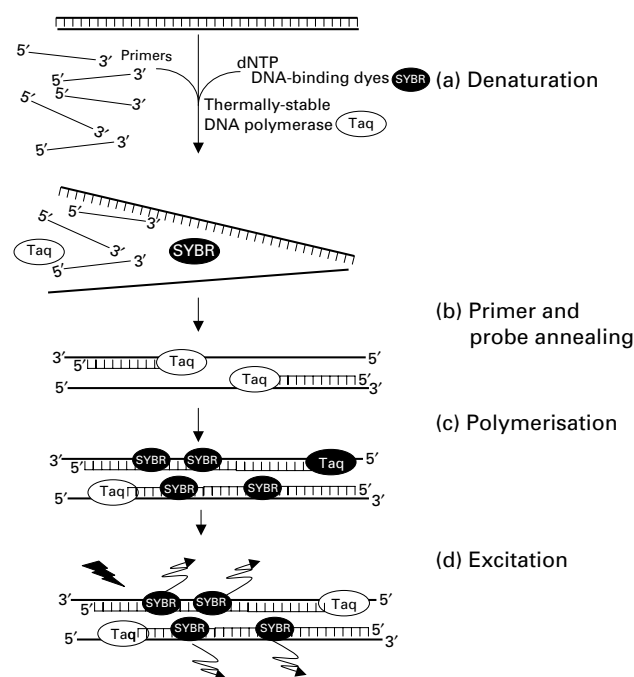 5′ 3′ Primers
dNTP
DNA-binding dyes SYBR
(a) Denaturation
5′ 3′
5′ 3′
5′ 3′
5′ 3′
Thermally-stable
DNA polymerase Taq
5′ 3′
5′ 3′
5′ 3′
Taq
SYBR
(b) Primer and
probe annealing
3′ Taq 5′
5′
Taq 5′
5′ 3′
(c) Polymerisation
3′ SYBR SYBR Taq 5′
5′
Taq SYBR SYBR 5′
5′ 3′
(d) Excitation
3′ SYBR SYBR Taq 5′
5′
Taq SYBR SYBR 5′
5′ 3′